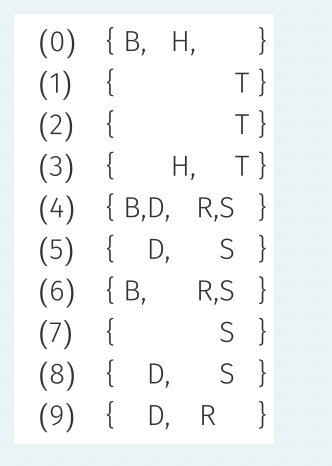 (0) { B, H, }
(1) { T }
(2) { T }
(3) { H, T }
(4) { B,D, R,S }
(5) { D, S }
(6) { B, R,S }
(7) { S }
(8) { D, S }
(9) { D, R }